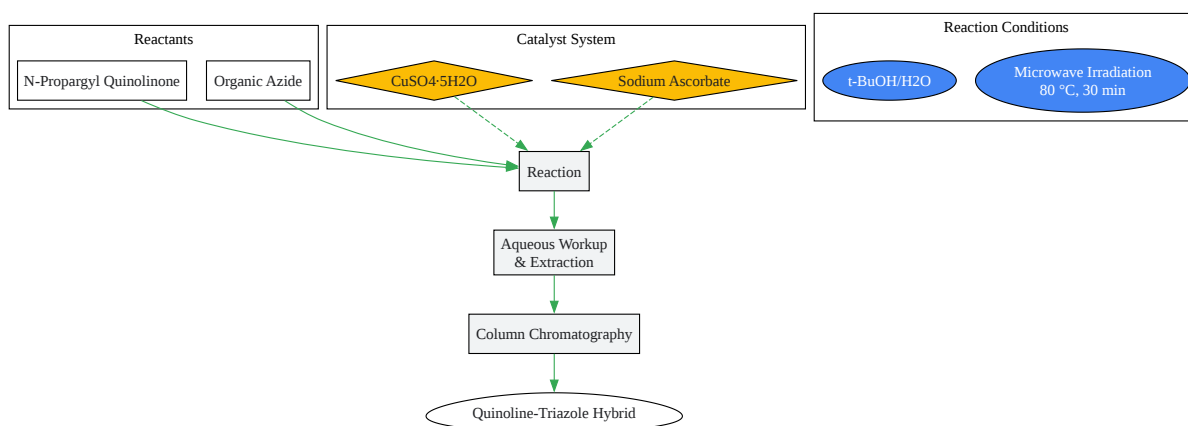 Reactants
Catalyst System
Reaction Conditions
N-Propargyl Quinolinone
Organic Azide
CuSO4·5H2O
Sodium Ascorbate
t-BuOH/H2O
Microwave Irradiation
80 °C, 30 min
Reaction
Aqueous Workup
& Extraction
Column Chromatography
Quinoline-Triazole Hybrid